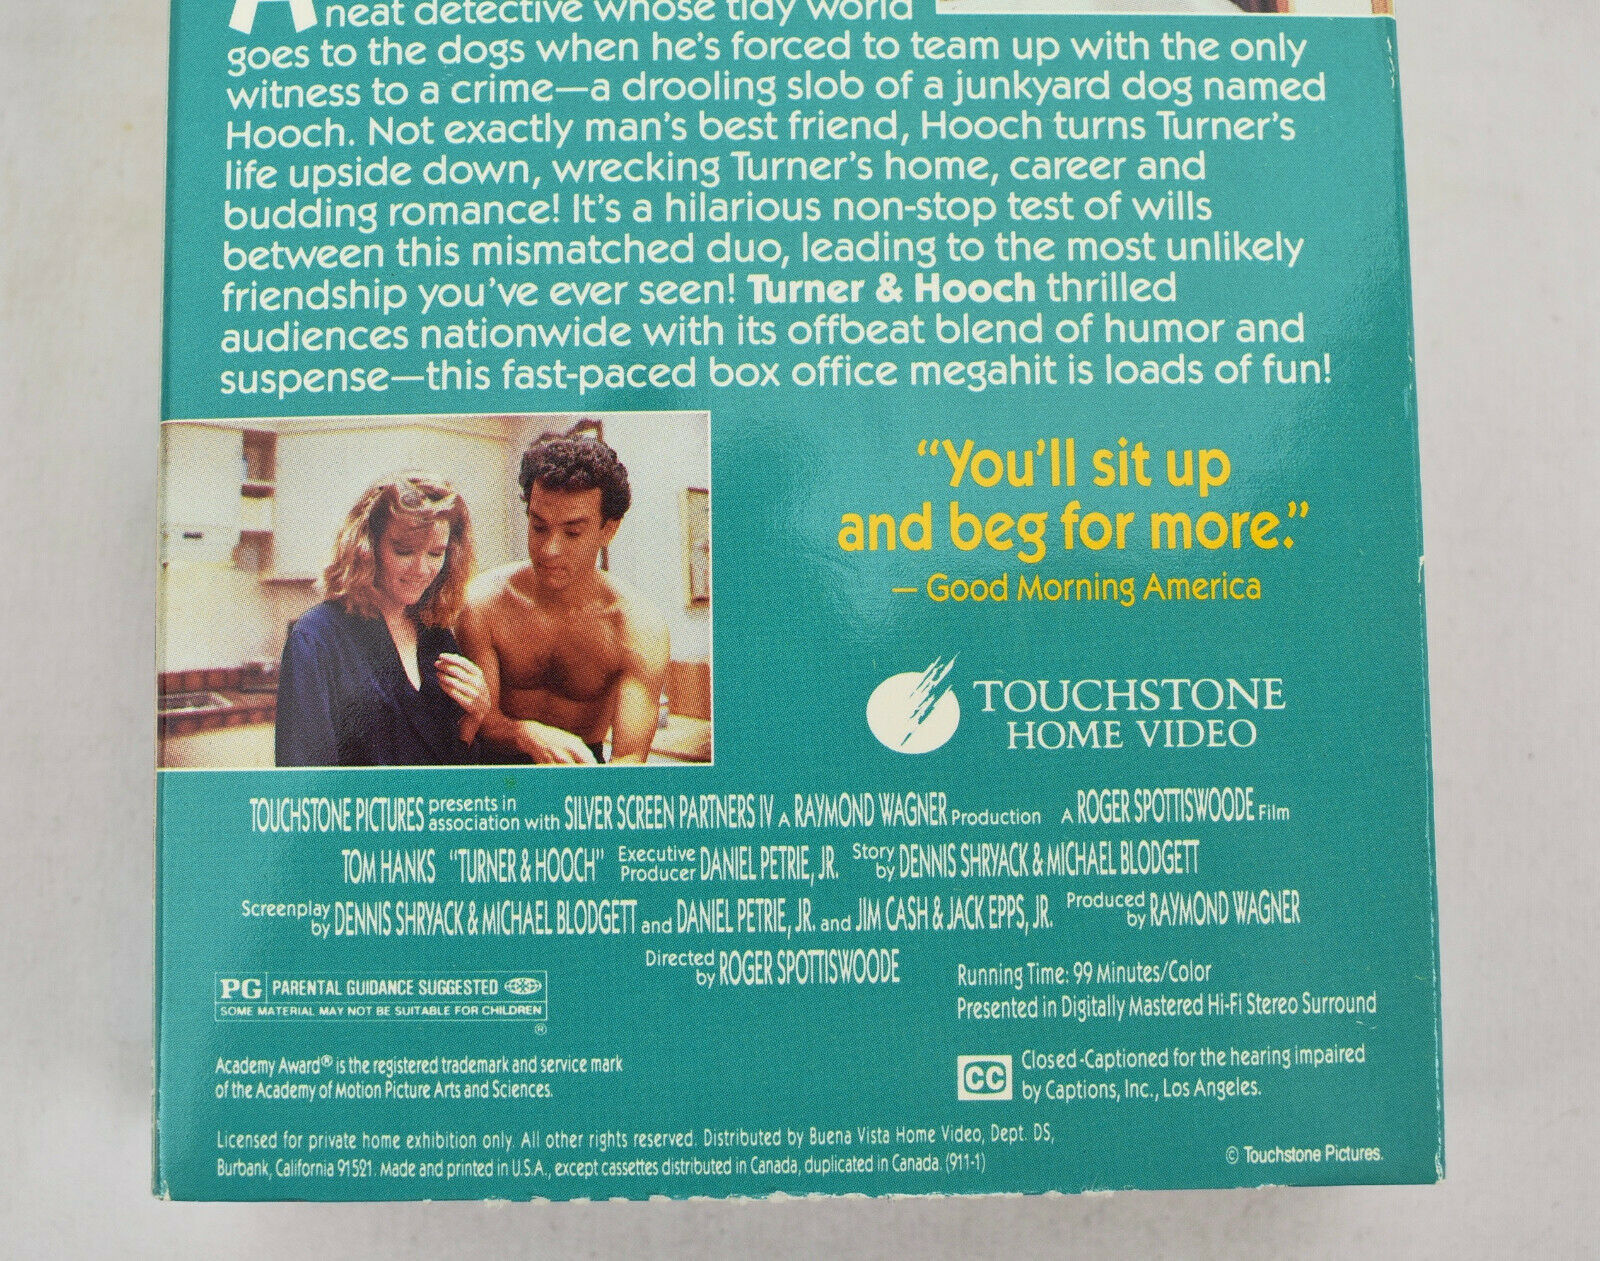 A neat detective whose tidy world
goes to the dogs when he's forced to team up with the only
witness to a crime—a drooling slob of a junkyard dog named
Hooch. Not exactly man's best friend, Hooch turns Turner's
life upside down, wrecking Turner's home, career and
budding romance! It's a hilarious non-stop test of wills
between this mismatched duo, leading to the most unlikely
friendship you've ever seen! Turner & Hooch thrilled
audiences nationwide with its offbeat blend of humor and
suspense—this fast-paced box office megahit is loads of fun!
“You'll sit up
and beg for more.”
— Good Morning America
TOUCHSTONE
HOME VIDEO
TOUCHSTONE PICTURES presents in association with SILVER SCREEN PARTNERS IV A RAYMOND WAGNER Production A ROGER SPOTTISWOODE Film
TOM HANKS “TURNER & HOOCH” Executive Producer DANIEL PETRIE, JR. Story by DENNIS SHRYACK & MICHAEL BLODGETT
Screenplay by DENNIS SHRYACK & MICHAEL BLODGETT and DANIEL PETRIE, JR. and JIM CASH & JACK EPPS, JR. Produced by RAYMOND WAGNER
Directed by ROGER SPOTTISWOODE
PG PARENTAL GUIDANCE SUGGESTED
SOME MATERIAL MAY NOT BE SUITABLE FOR CHILDREN
®
Running Time: 99 Minutes/Color
Presented in Digitally Mastered Hi-Fi Stereo Surround
Academy Award® is the registered trademark and service mark
of the Academy of Motion Picture Arts and Sciences.
CC Closed-Captioned for the hearing impaired
by Captions, Inc., Los Angeles.
Licensed for private home exhibition only. All other rights reserved. Distributed by Buena Vista Home Video, Dept. DS,
Burbank, California 91521. Made and printed in U.S.A., except cassettes distributed in Canada, duplicated in Canada. (911-1)
© Touchstone Pictures.